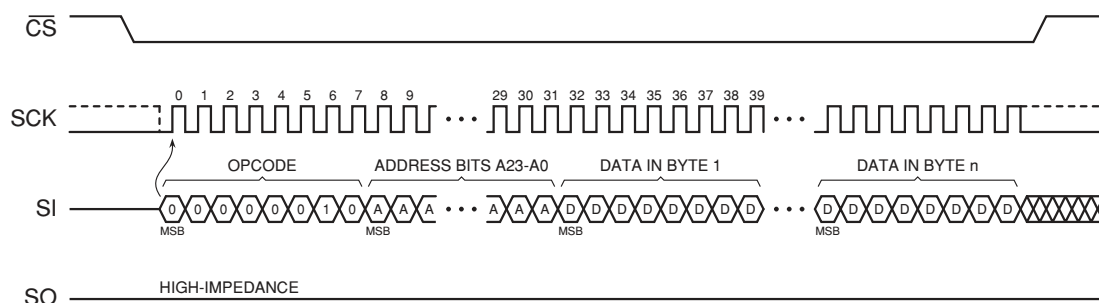 CS
SCK
0 1 2 3 4 5 6 7 8 9 29 30 31 32 33 34 35 36 37 38 39
OPCODE ADDRESS BITS A23-A0 DATA IN BYTE 1 DATA IN BYTE n
SI
0 0 0 0 0 0 1 0 A A A A A A D D D D D D D D D D D D D D D D
MSB MSB MSB MSB
SO
HIGH-IMPEDANCE